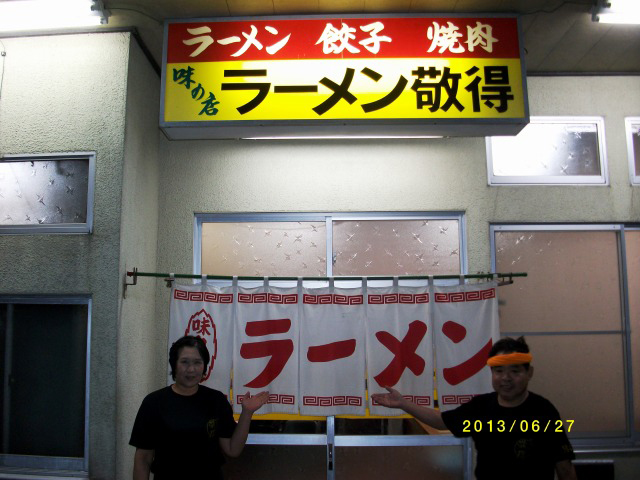 ラーメン 餃子 焼肉
味の店 ラーメン敬得
味
ラーメン
2013/06/27